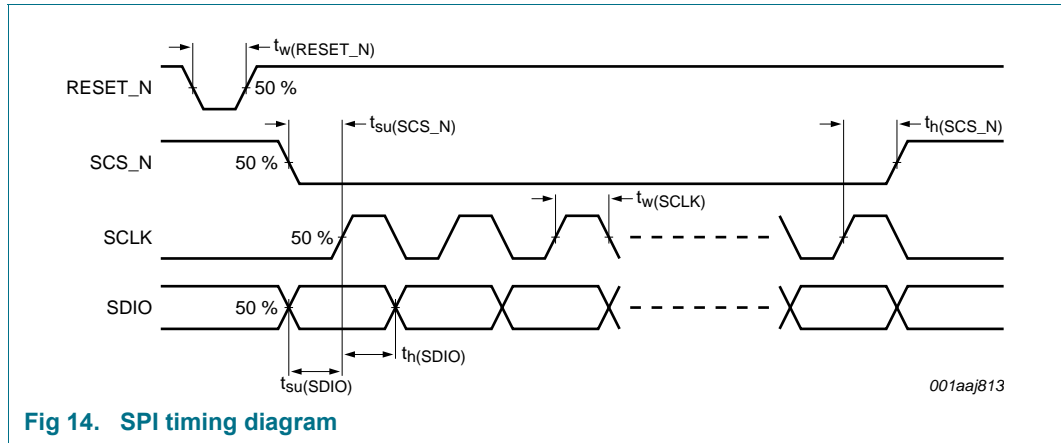 tw(RESET_N)
RESET_N
50 %
tsu(SCS_N)
th(SCS_N)
SCS_N
50 %
tw(SCLK)
SCLK
50 %
SDIO
50 %
th(SDIO)
tsu(SDIO)
001aaj813
Fig 14. SPI timing diagram